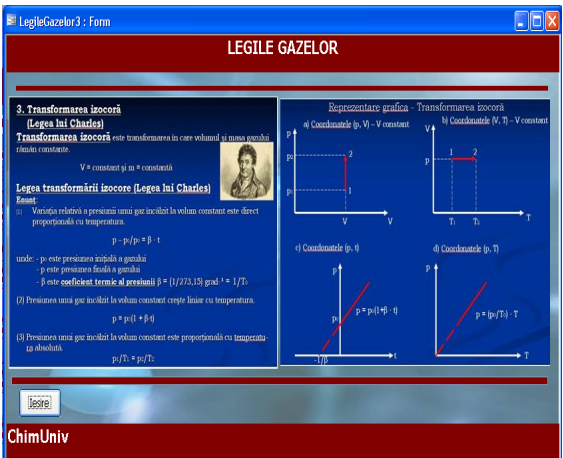 LegileGazelor3 : Form
LEGILE GAZELOR
3. Transformarea izocoră
(Legea lui Charles)
Transformarea izocoră este transformarea în care volumul și masa gazului
rămân constante.
V = constant și m = constantă
Legea transformării izocore (Legea lui Charles)
Enunț:
(1) Variația relativă a presiunii unui gaz încălzit la volum constant este direct
proporțională cu temperatura.
p – p₀/p₀ = β · t
unde: - p₀ este presiunea inițială a gazului
- p este presiunea finală a gazului
- β este coeficient termic al presiunii β = (1/273,15) grad⁻¹ = 1/T₀
(2) Presiunea unui gaz încălzit la volum constant crește liniar cu temperatura.
p = p₀(1 + β·t)
(3) Presiunea unui gaz încălzit la volum constant este proporțională cu temperatu-
ra absolută.
p₁/T₁ = p₂/T₂
Reprezentare grafica - Transformarea izocoră
a) Coordonatele (p, V) – V constant
p
p₂
2
p₁
1
V
V
b) Coordonatele (V, T) – V constant
V
p
1
2
T₁
T₂
T
c) Coordonatele (p, t)
p
p₀
p = p₀(1+β · t)
-1/β
t
d) Coordonatele (p, T)
p
p = (p₀/T₀) · T
T
Iesire
ChimUniv